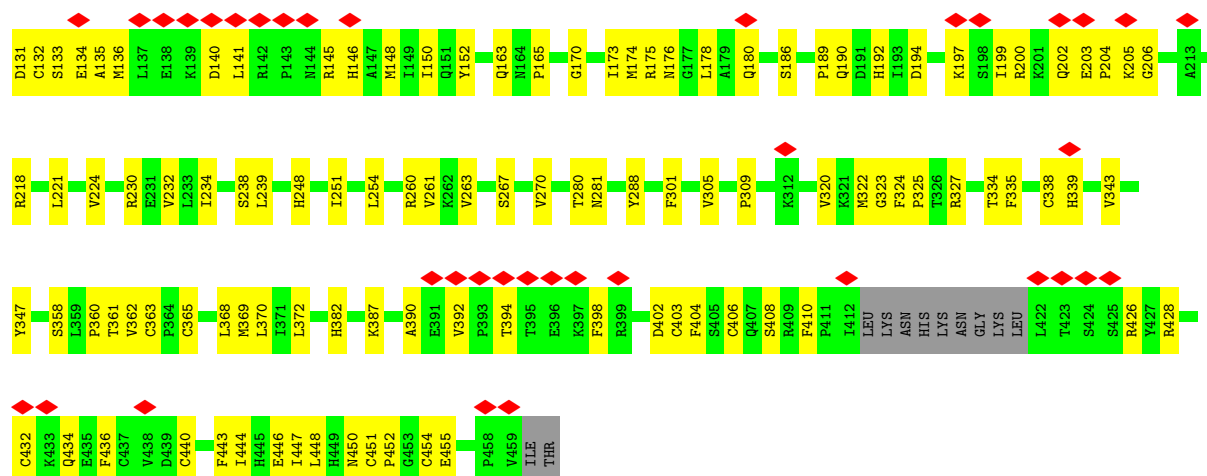 D131 C132 S133 E134 A135 M136 L137 E138 K139 D140 L141 R142 P143 N144 R145 H146 A147 M148 I149 I150 Q151 Y152 Q163 N164 P165 G170 I173 M174 R175 N176 G177 L178 A179 Q180 S186 P189 Q190 D191 H192 I193 D194 K197 S198 I199 R200 K201 Q202 E203 P204 K205 G206 A213
R218 L221 V224 R230 E231 V232 L233 I234 S238 L239 H248 I251 L254 R260 V261 K262 V263 S267 V270 T280 N281 Y288 F301 V305 P309 K312 V320 K321 M322 G323 F324 P325 T326 R327 T334 F335 C338 H339 V343
Y347 S358 L359 P360 T361 V362 C363 P364 C365 L368 M369 L370 I371 L372 H382 K387 A390 E391 V392 P393 T394 T395 E396 K397 F398 R399 D402 C403 F404 S405 C406 Q407 S408 R409 F410 P411 I412 LEU LYS ASN HIS LYS ASN GLY LYS LEU L422 T423 S424 S425 R426 Y427 R428
C432 K433 Q434 E435 F436 C437 V438 D439 C440 F443 I444 H445 E446 I447 L448 H449 N450 C451 P452 G453 C454 E455 P458 V459 ILE THR